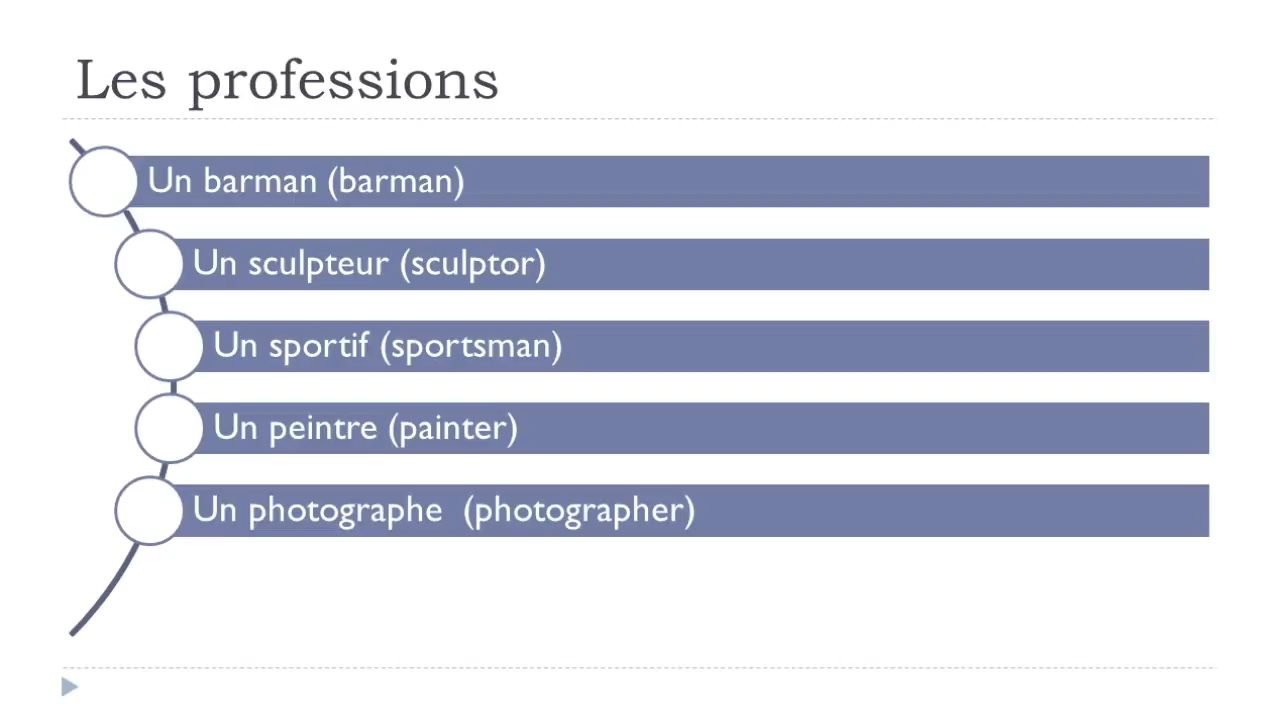 Les professions
Un barman (barman)
Un sculpteur (sculptor)
Un sportif (sportsman)
Un peintre (painter)
Un photographe  (photographer)